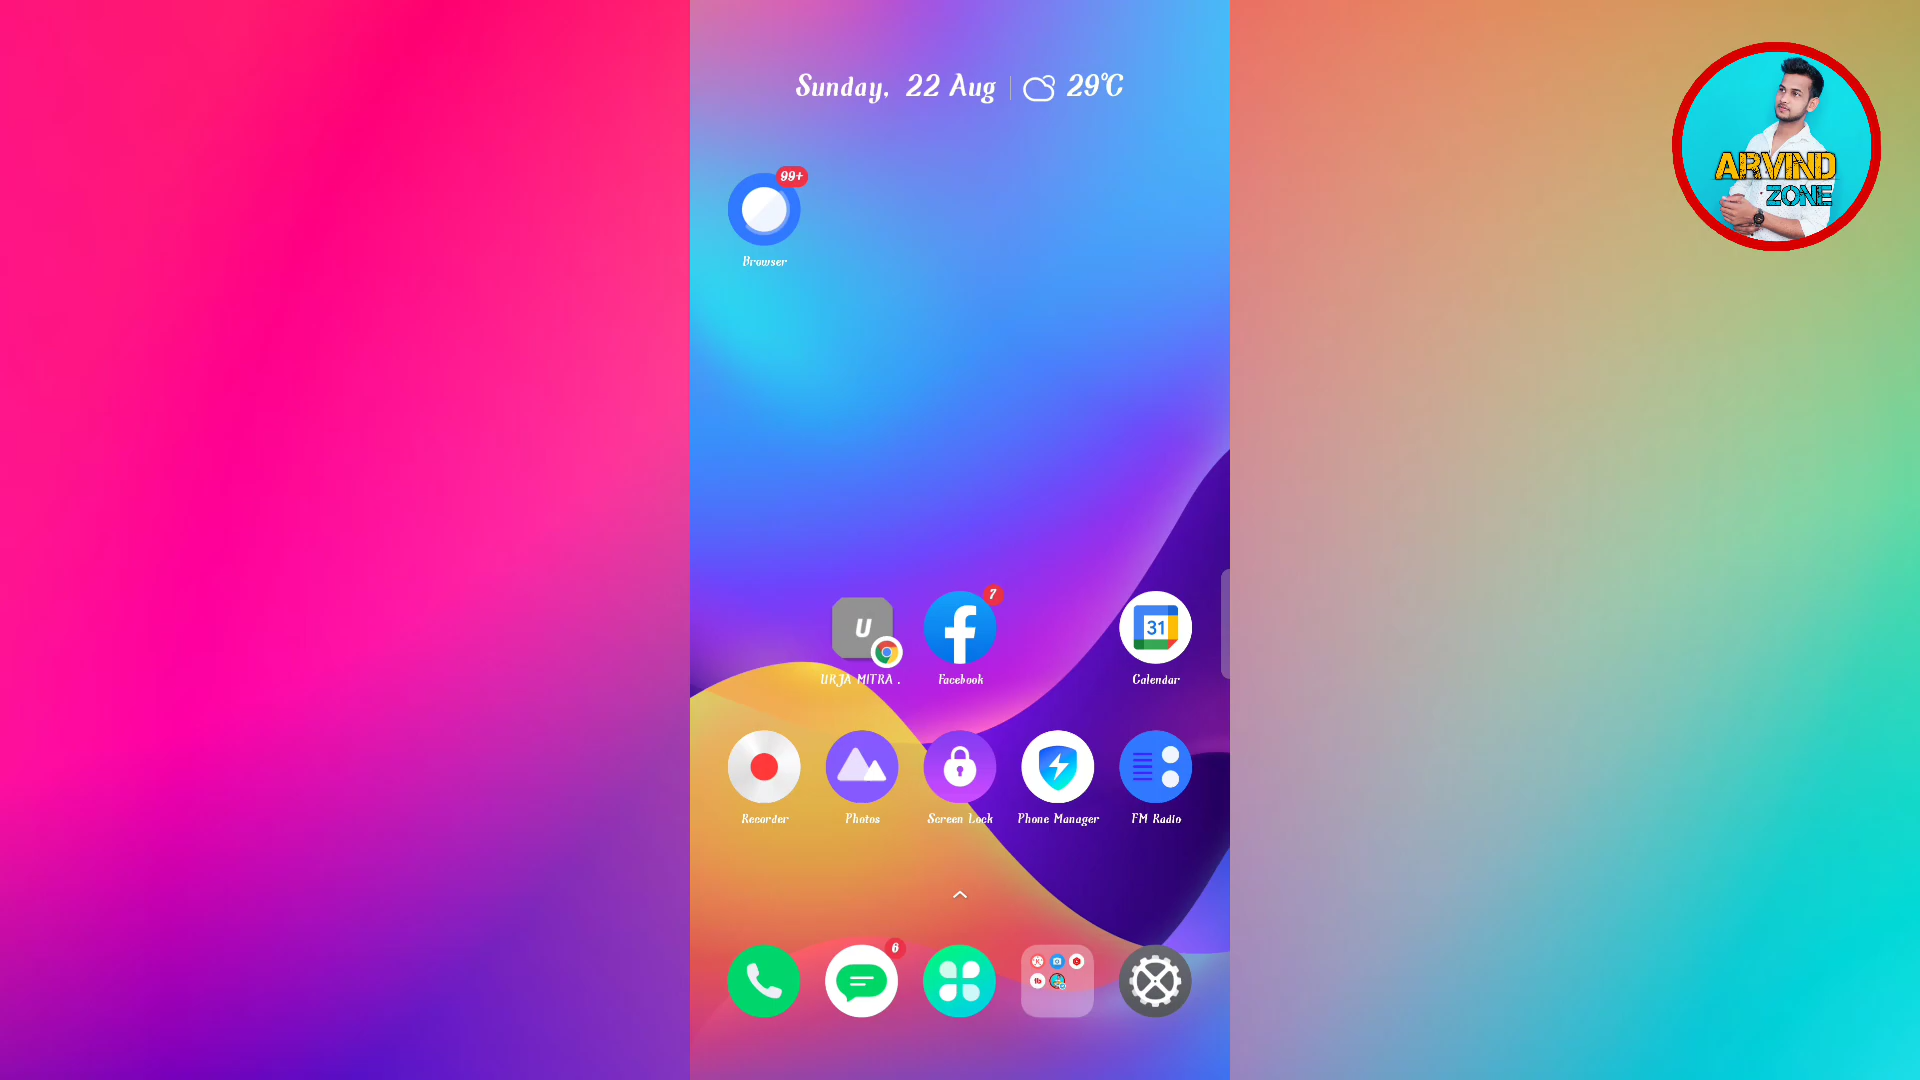 Sunday, 22 Aug 29°C
ARVIND
ZONE
99+
Browser
U
7
31
URJA MITRA .
Facebook
Calendar
Recorder
Photos
Screen Lock
Phone Manager
FM Radio
6